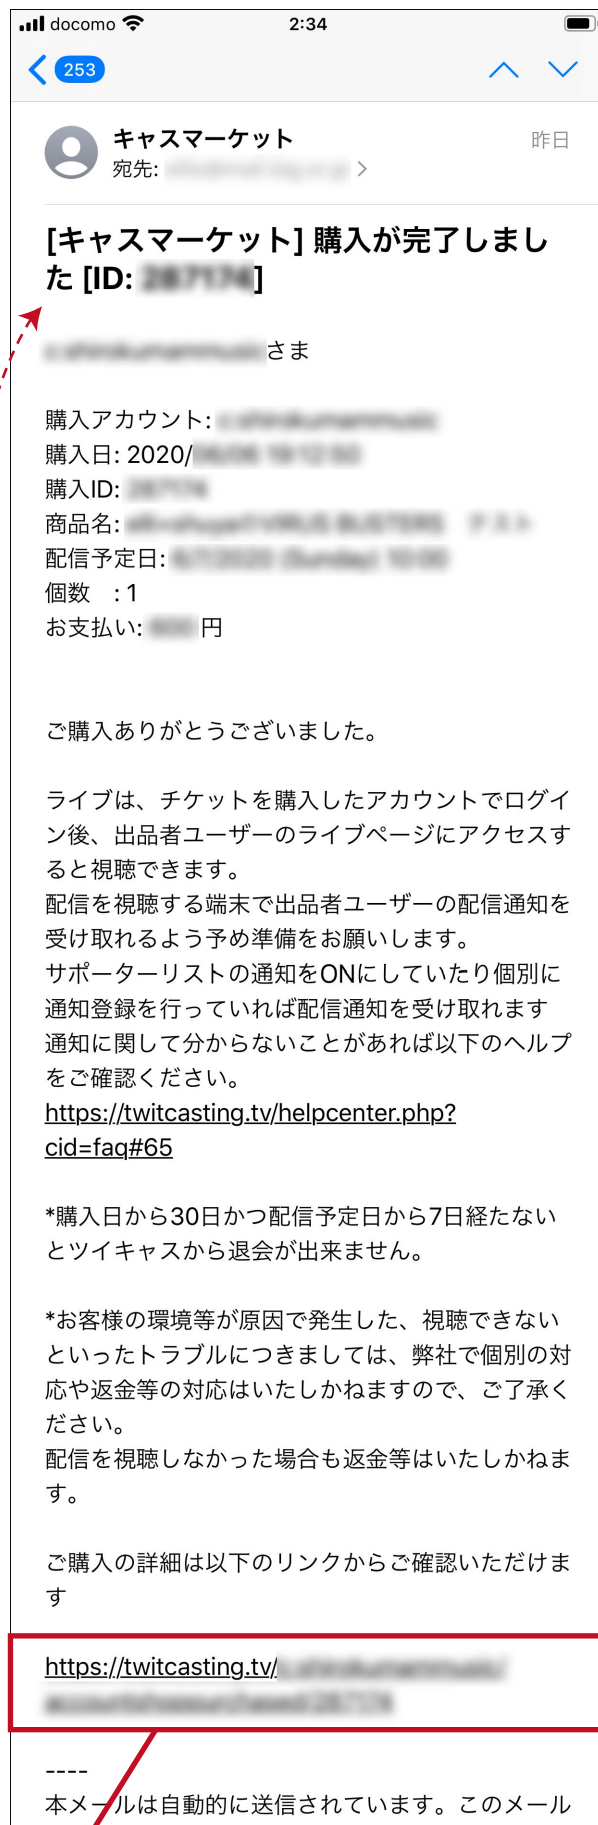 docomo 2:34
253
キャスマーケット 昨日
宛先:
[キャスマーケット] 購入が完了しまし
た [ID: ]
さま
購入アカウント:
購入日: 2020/
購入ID:
商品名:
配信予定日:
個数 : 1
お支払い: 円
ご購入ありがとうございました。
ライブは、チケットを購入したアカウントでログイ
ン後、出品者ユーザーのライブページにアクセスす
ると視聴できます。
配信を視聴する端末で出品者ユーザーの配信通知を
受け取れるよう予め準備をお願いします。
サポーターリストの通知をONにしていたり個別に
通知登録を行っていれば配信通知を受け取れます
通知に関して分からないことがあれば以下のヘルプ
をご確認ください。
https://twitcasting.tv/helpcenter.php?
cid=faq#65
*購入日から30日かつ配信予定日から7日経たない
とツイキャスから退会が出来ません。
*お客様の環境等が原因で発生した、視聴できない
といったトラブルにつきましては、弊社で個別の対
応や返金等の対応はいたしかねますので、ご了承く
ださい。
配信を視聴しなかった場合も返金等はいたしかねま
す。
ご購入の詳細は以下のリンクからご確認いただけま
す
https://twitcasting.tv/
----
本メールは自動的に送信されています。このメール